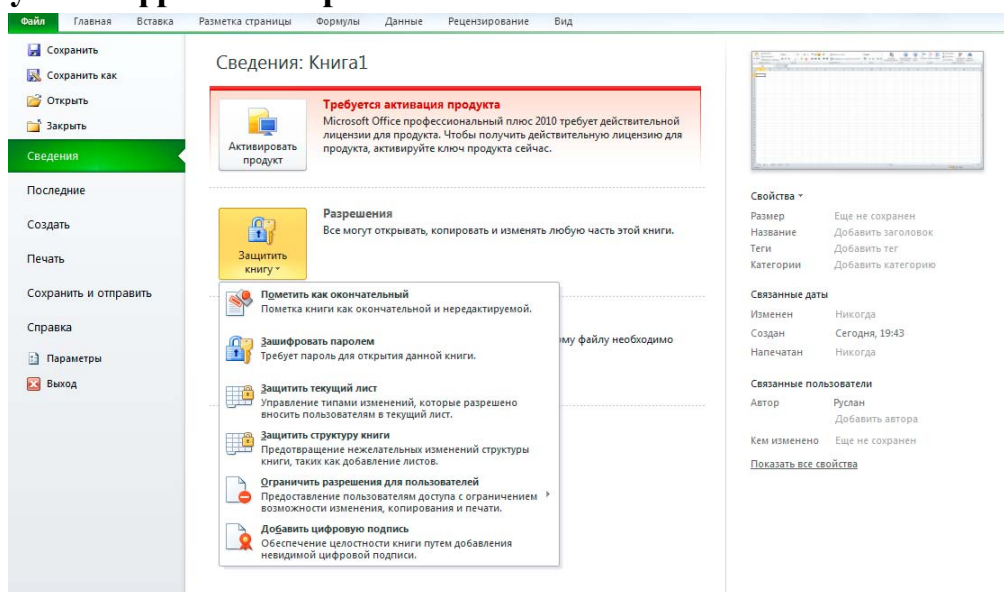 Файл Главная Вставка Разметка страницы Формулы Данные Рецензирование Вид
Сохранить
Сохранить как
Открыть
Закрыть
Сведения
Последние
Создать
Печать
Сохранить и отправить
Справка
Параметры
Выход
Сведения: Книга1
Активировать
продукт
Требуется активация продукта
Microsoft Office профессиональный плюс 2010 требует действительной
лицензии для продукта. Чтобы получить действительную лицензию для
продукта, активируйте ключ продукта сейчас.
Защитить
книгу
Разрешения
Все могут открывать, копировать и изменять любую часть этой книги.
Пометить как окончательный
Пометка книги как окончательной и нередактируемой.
Зашифровать паролем
Требует пароль для открытия данной книги.
файлу необходимо
Защитить текущий лист
Управление типами изменений, которые разрешено
вносить пользователям в текущий лист.
Защитить структуру книги
Предотвращение нежелательных изменений структуры
книги, таких как добавление листов.
Ограничить разрешения для пользователей
Предоставление пользователям доступа с ограничением
возможности изменения, копирования и печати.
Добавить цифровую подпись
Обеспечение целостности книги путем добавления
невидимой цифровой подписи.
Свойства
Размер Еще не сохранен
Название Добавить заголовок
Теги Добавить тег
Категории Добавить категорию
Связанные даты
Изменен Никогда
Создан Сегодня, 19:43
Напечатан Никогда
Связанные пользователи
Автор Руслан
Добавить автора
Кем изменено Еще не сохранен
Показать все свойства